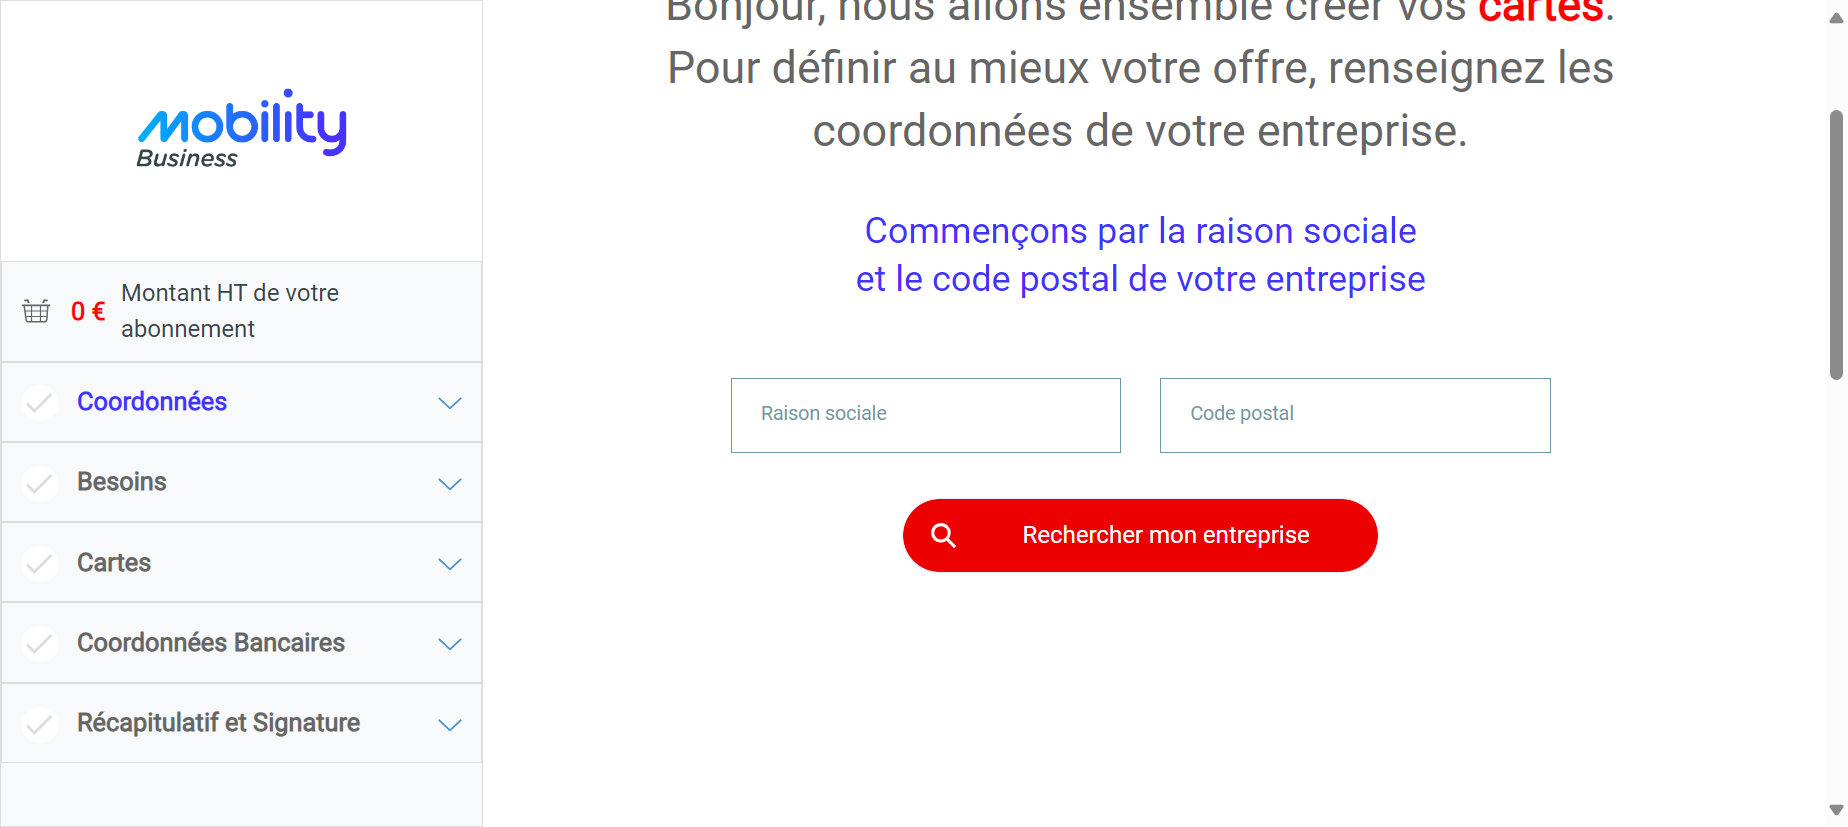 mobility
Business
0 €
Montant HT de votre
abonnement
Coordonnées
Besoins
Cartes
Coordonnées Bancaires
Récapitulatif et Signature
Bonjour, nous allons ensemble créer vos cartes.
Pour définir au mieux votre offre, renseignez les
coordonnées de votre entreprise.
Commençons par la raison sociale
et le code postal de votre entreprise
Raison sociale
Code postal
Rechercher mon entreprise